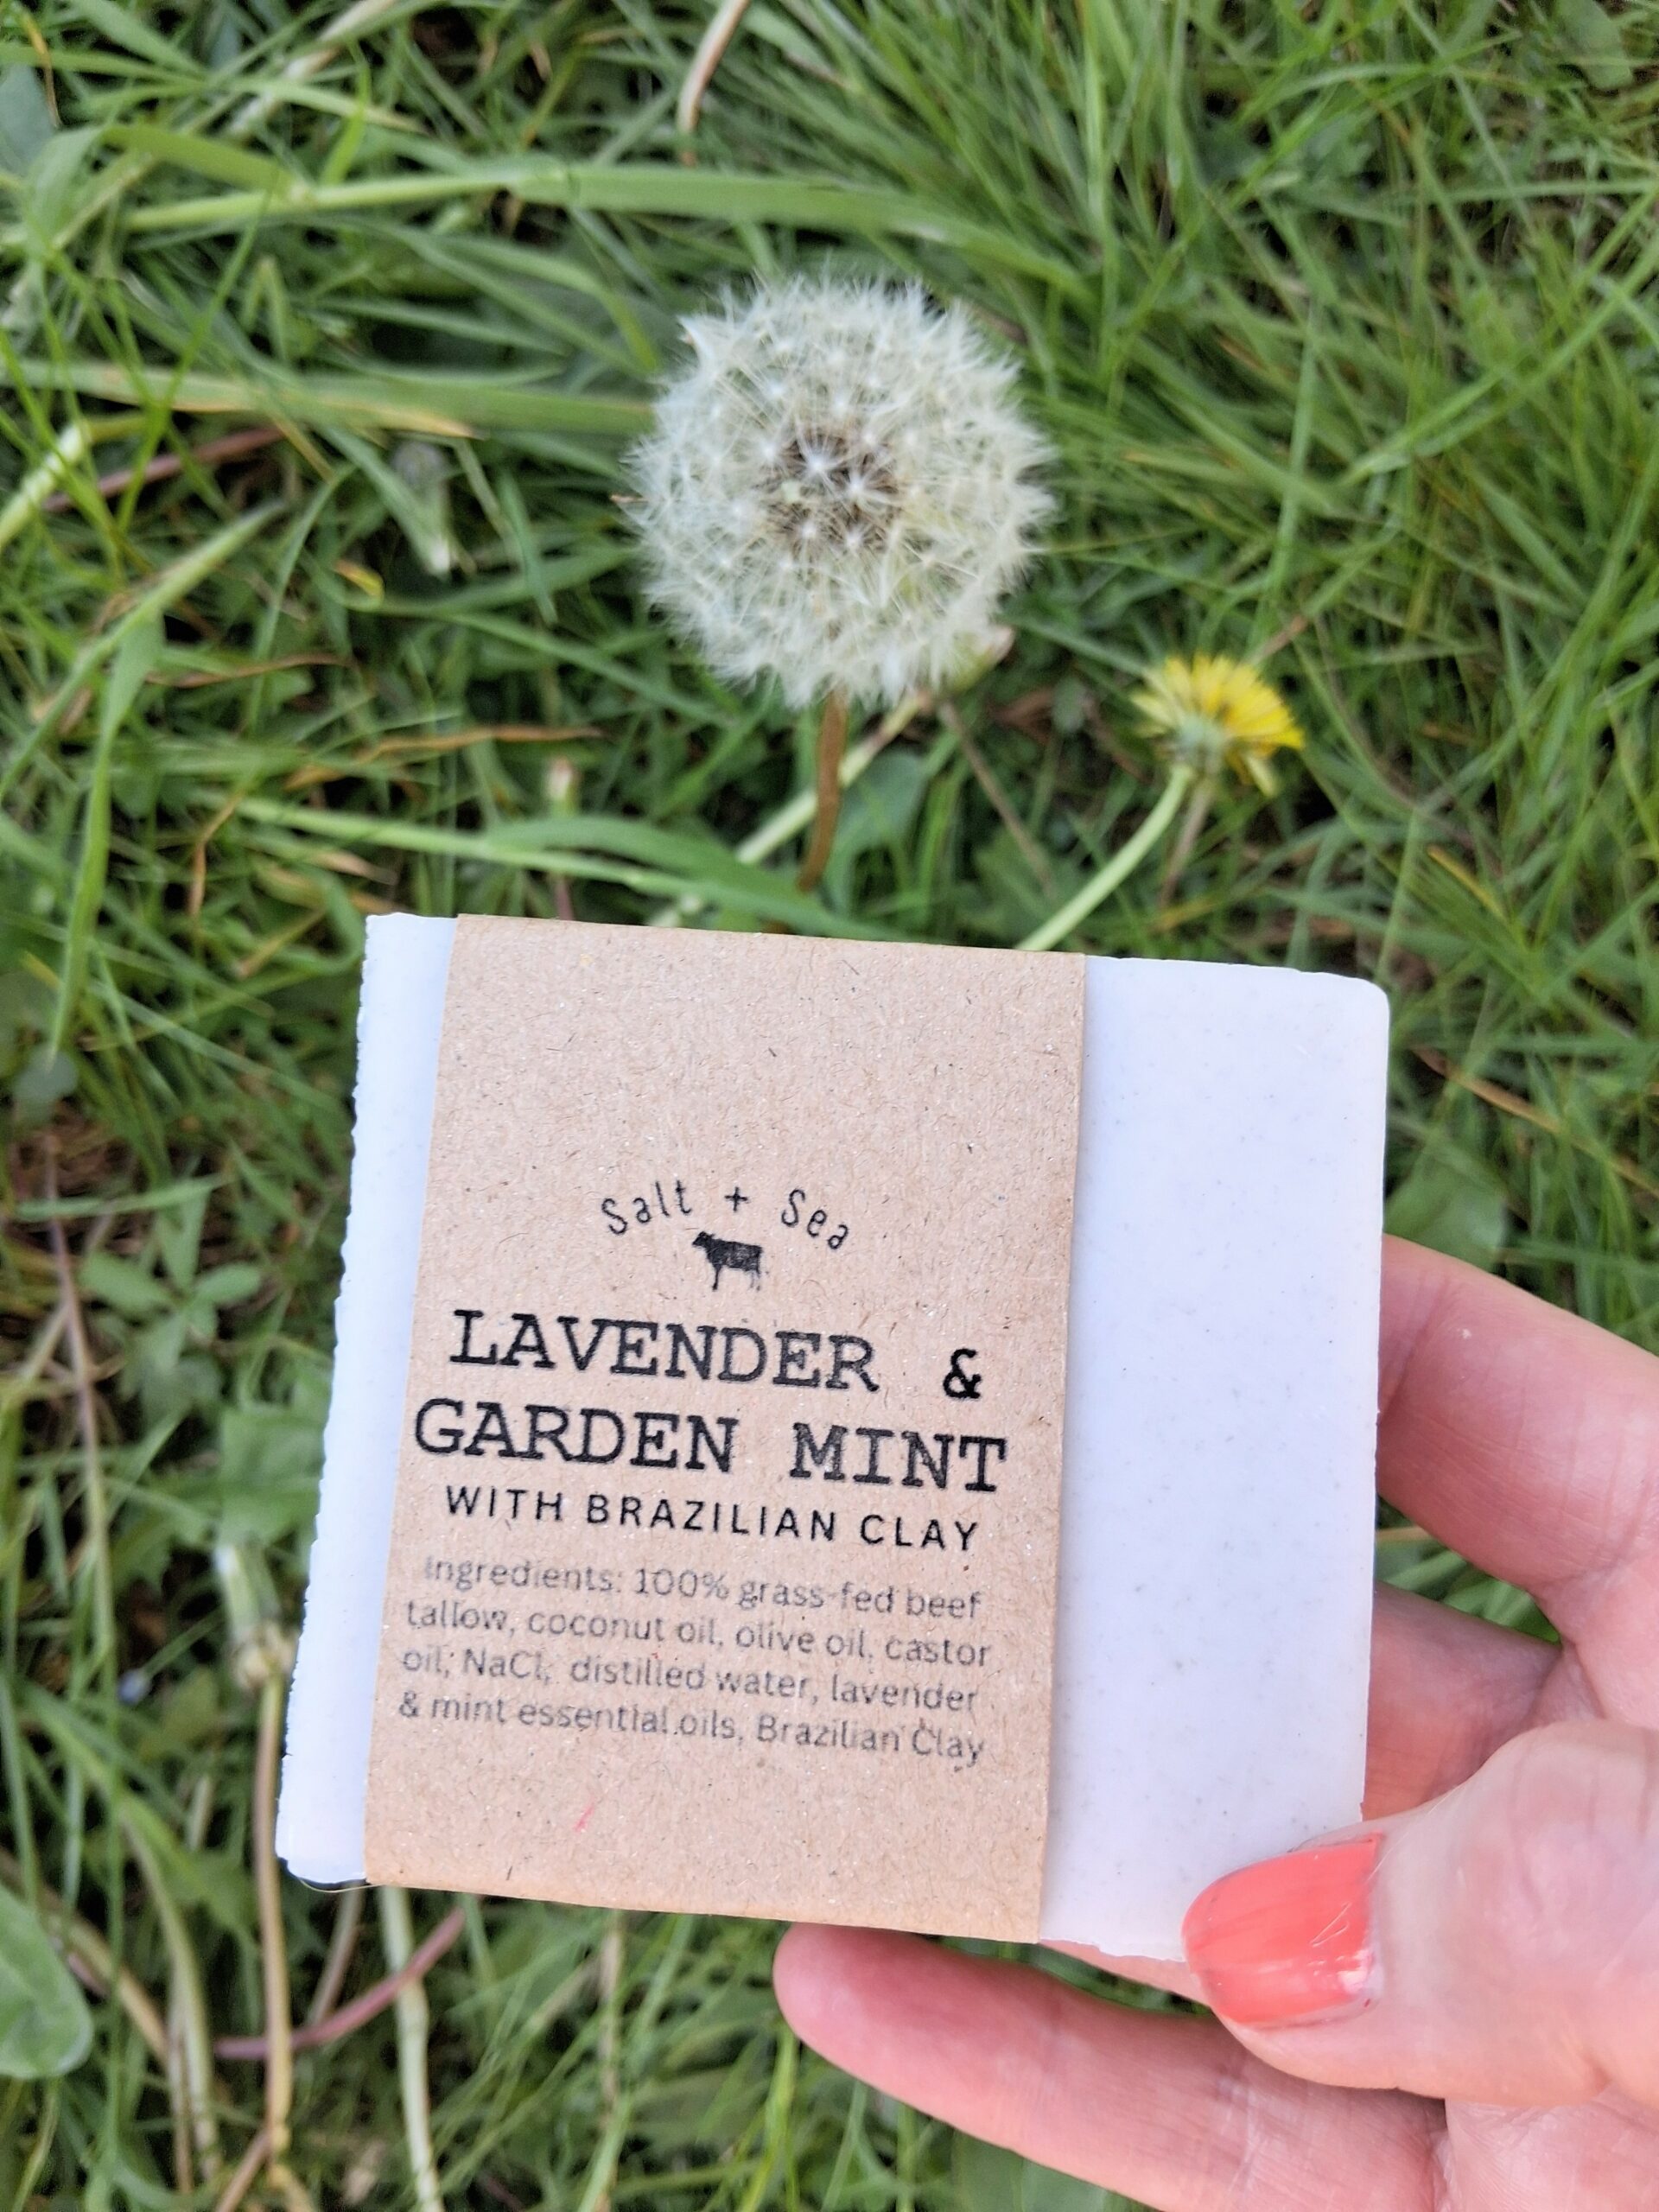 Salt + Sea
LAVENDER &
GARDEN MINT
WITH BRAZILIAN CLAY
Ingredients: 100% grass-fed beef
tallow, coconut oil, olive oil, castor
oil, NaCl, distilled water, lavender
& mint essential oils, Brazilian Clay